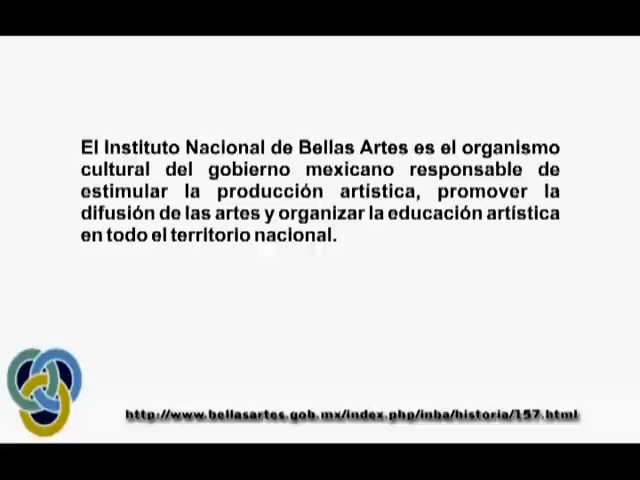 El Instituto Nacional de Bellas Artes es el organismo
cultural del gobierno mexicano responsable de
estimular la producción artística, promover la
difusión de las artes y organizar la educación artística
en todo el territorio nacional.
http://www.bellasartes.gob.mx/index.php/inba/historia/157.html